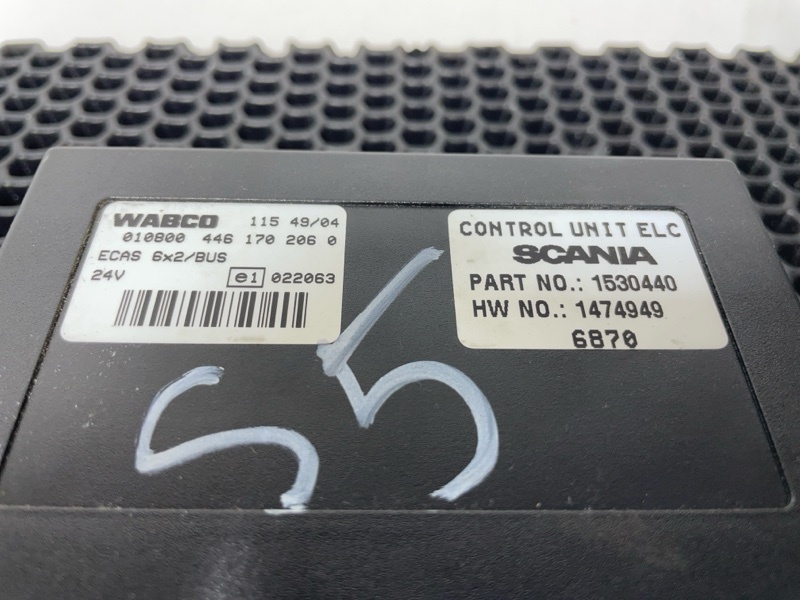 WABCO 115 49/04
010800 446 170 206 0
ECAS 6x2/BUS
24V e1 022063
CONTROL UNIT ELC
SCANIA
PART NO.: 1530440
HW NO.: 1474949
6870
S5